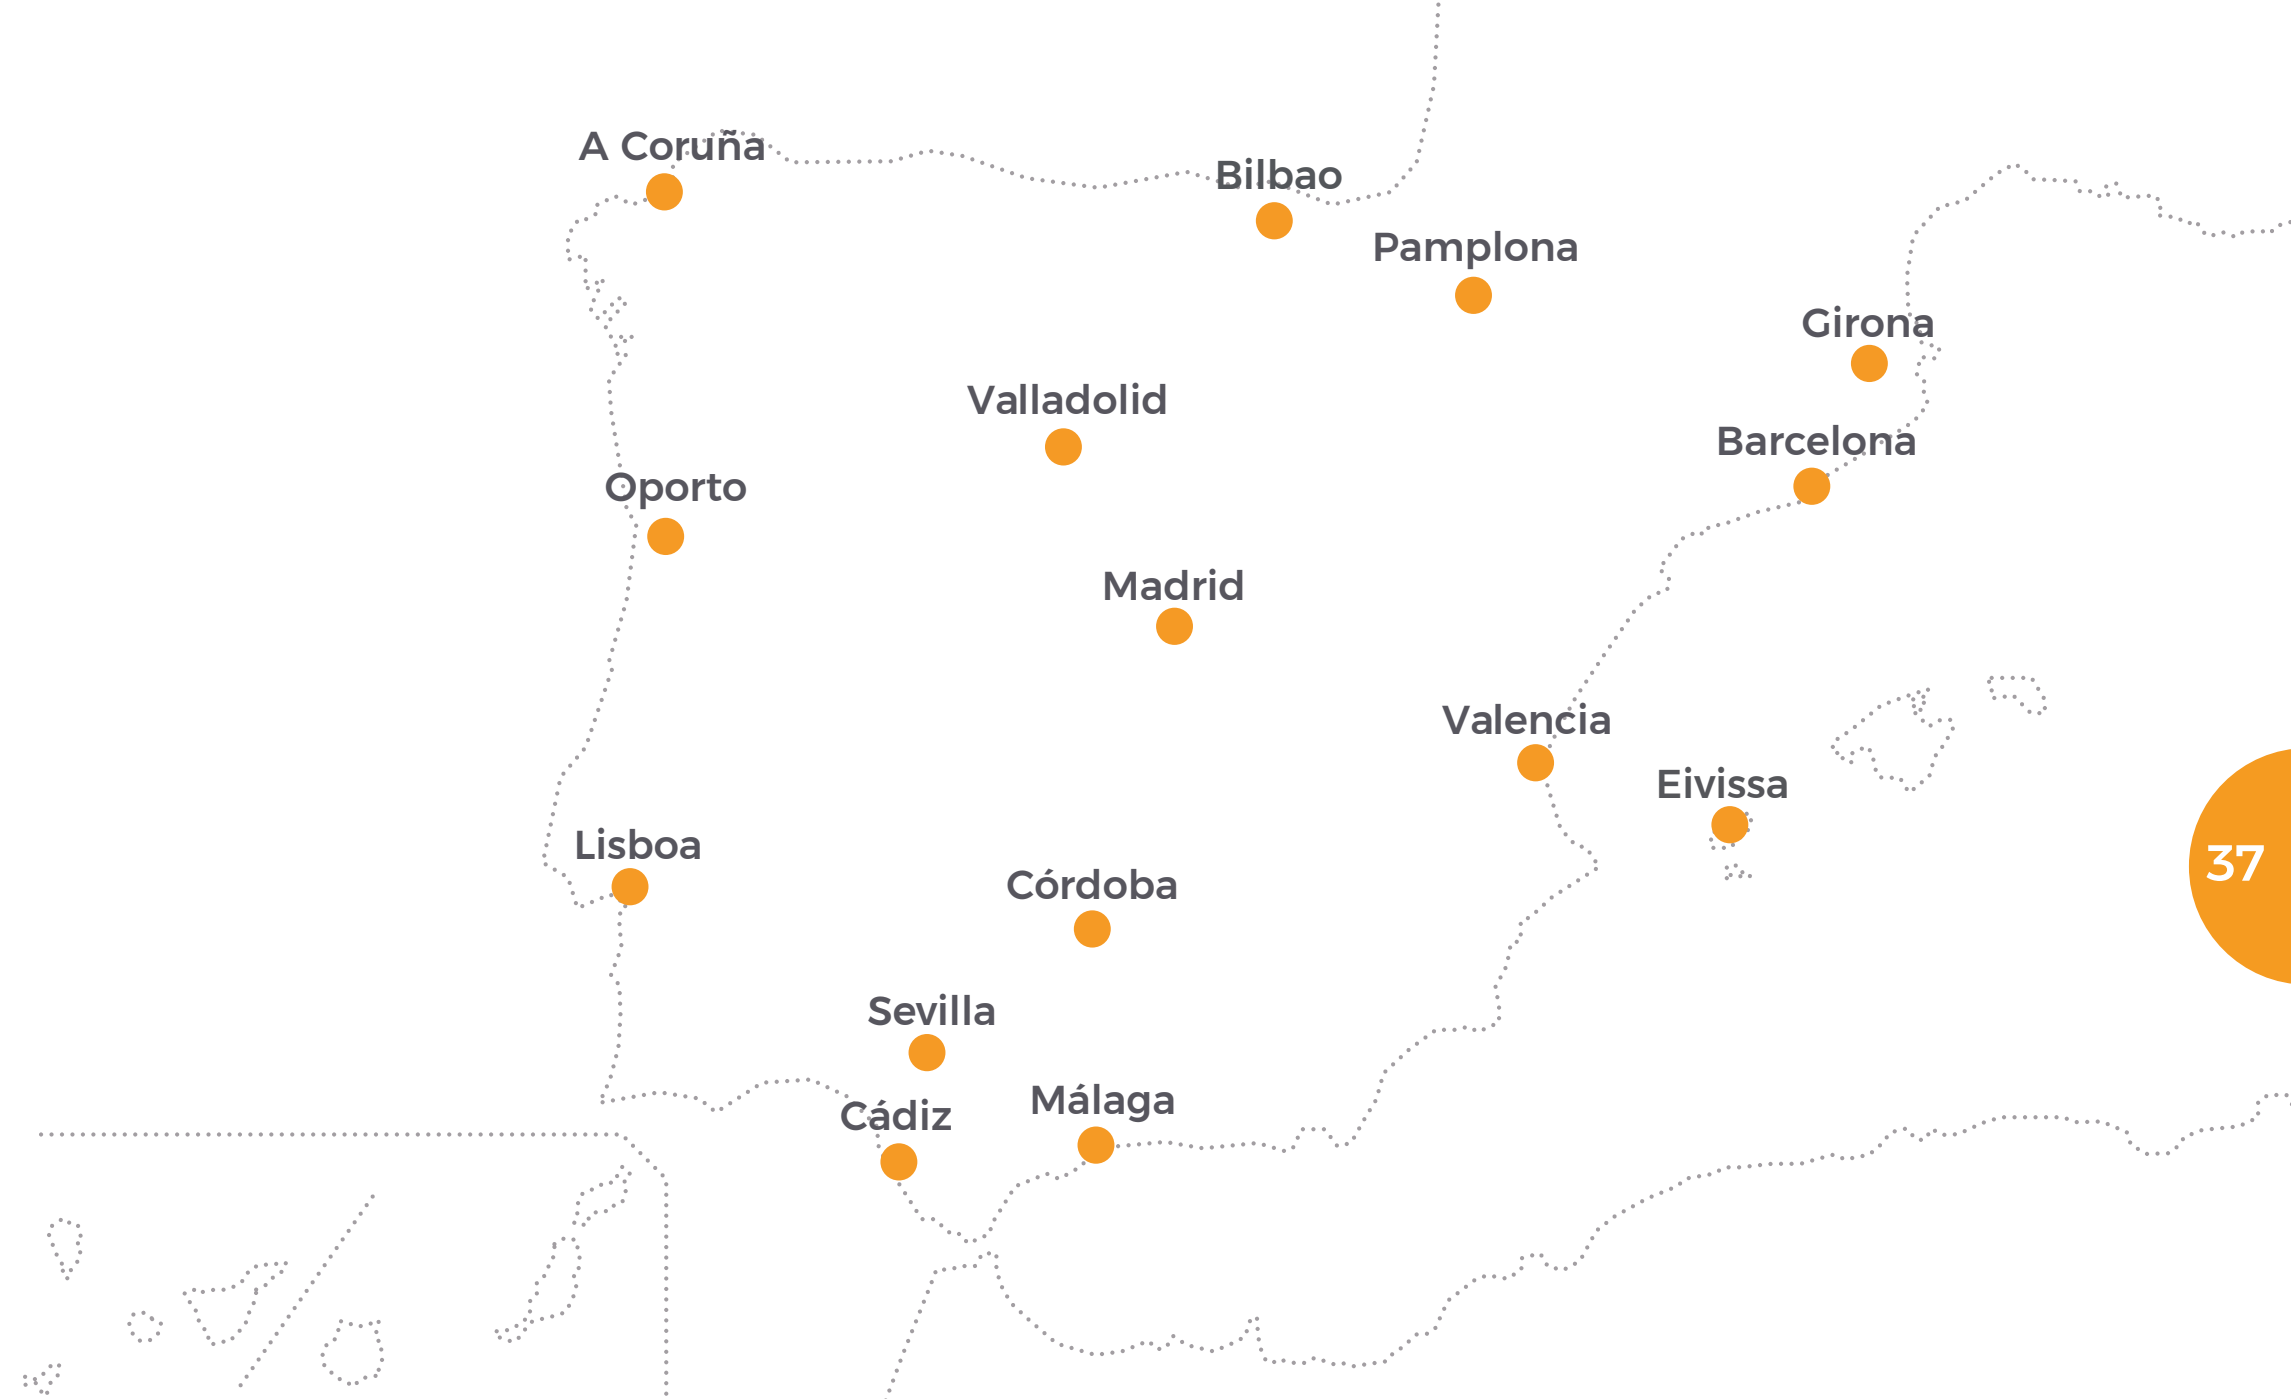 A Coruña
Bilbao
Pamplona
Girona
Valladolid
Barcelona
Oporto
Madrid
Valencia
Eivissa
Lisboa
37
Córdoba
Sevilla
Málaga
Cádiz